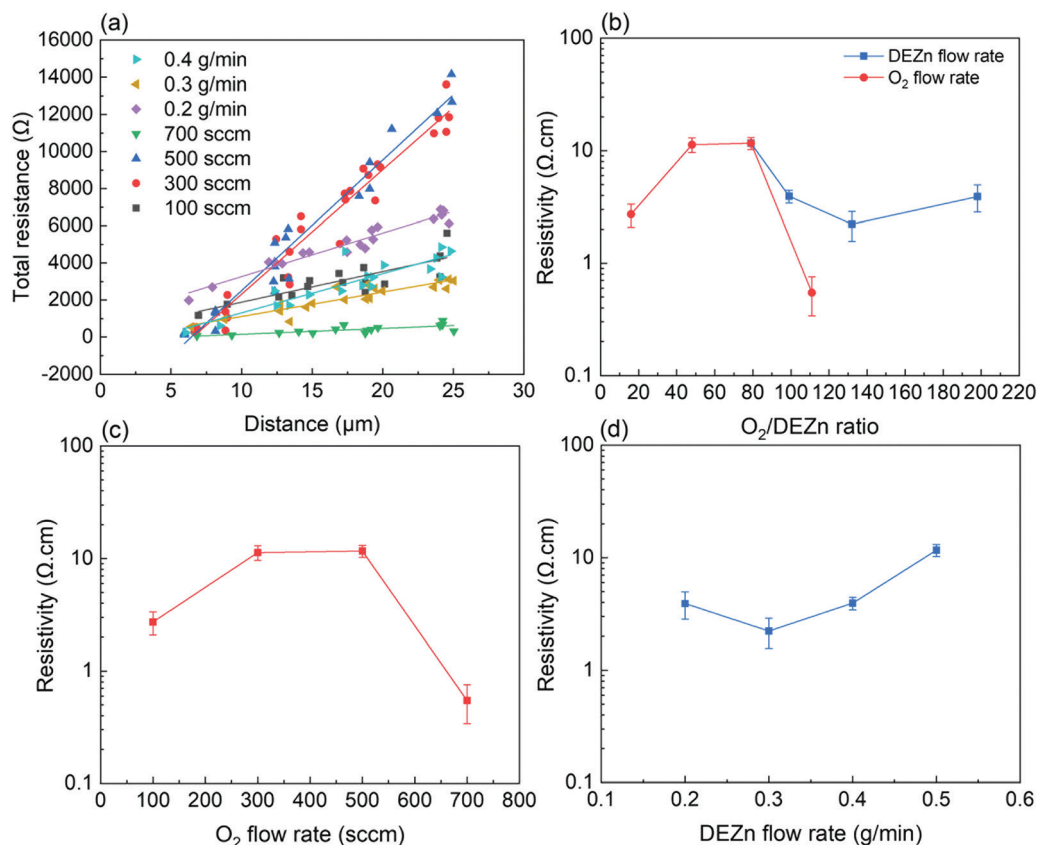 (a)
16000
14000
12000
10000
8000
6000
4000
2000
0
-2000
Total resistance (Ω)
0.4 g/min
0.3 g/min
0.2 g/min
700 sccm
500 sccm
300 sccm
100 sccm
0 5 10 15 20 25 30
Distance (µm)
(b)
100
10
1
0.1
Resistivity (Ω.cm)
DEZn flow rate
O₂ flow rate
0 20 40 60 80 100 120 140 160 180 200 220
O₂/DEZn ratio
(c)
100
10
1
0.1
Resistivity (Ω.cm)
0 100 200 300 400 500 600 700 800
O₂ flow rate (sccm)
(d)
100
10
1
0.1
Resistivity (Ω.cm)
0.1 0.2 0.3 0.4 0.5 0.6
DEZn flow rate (g/min)